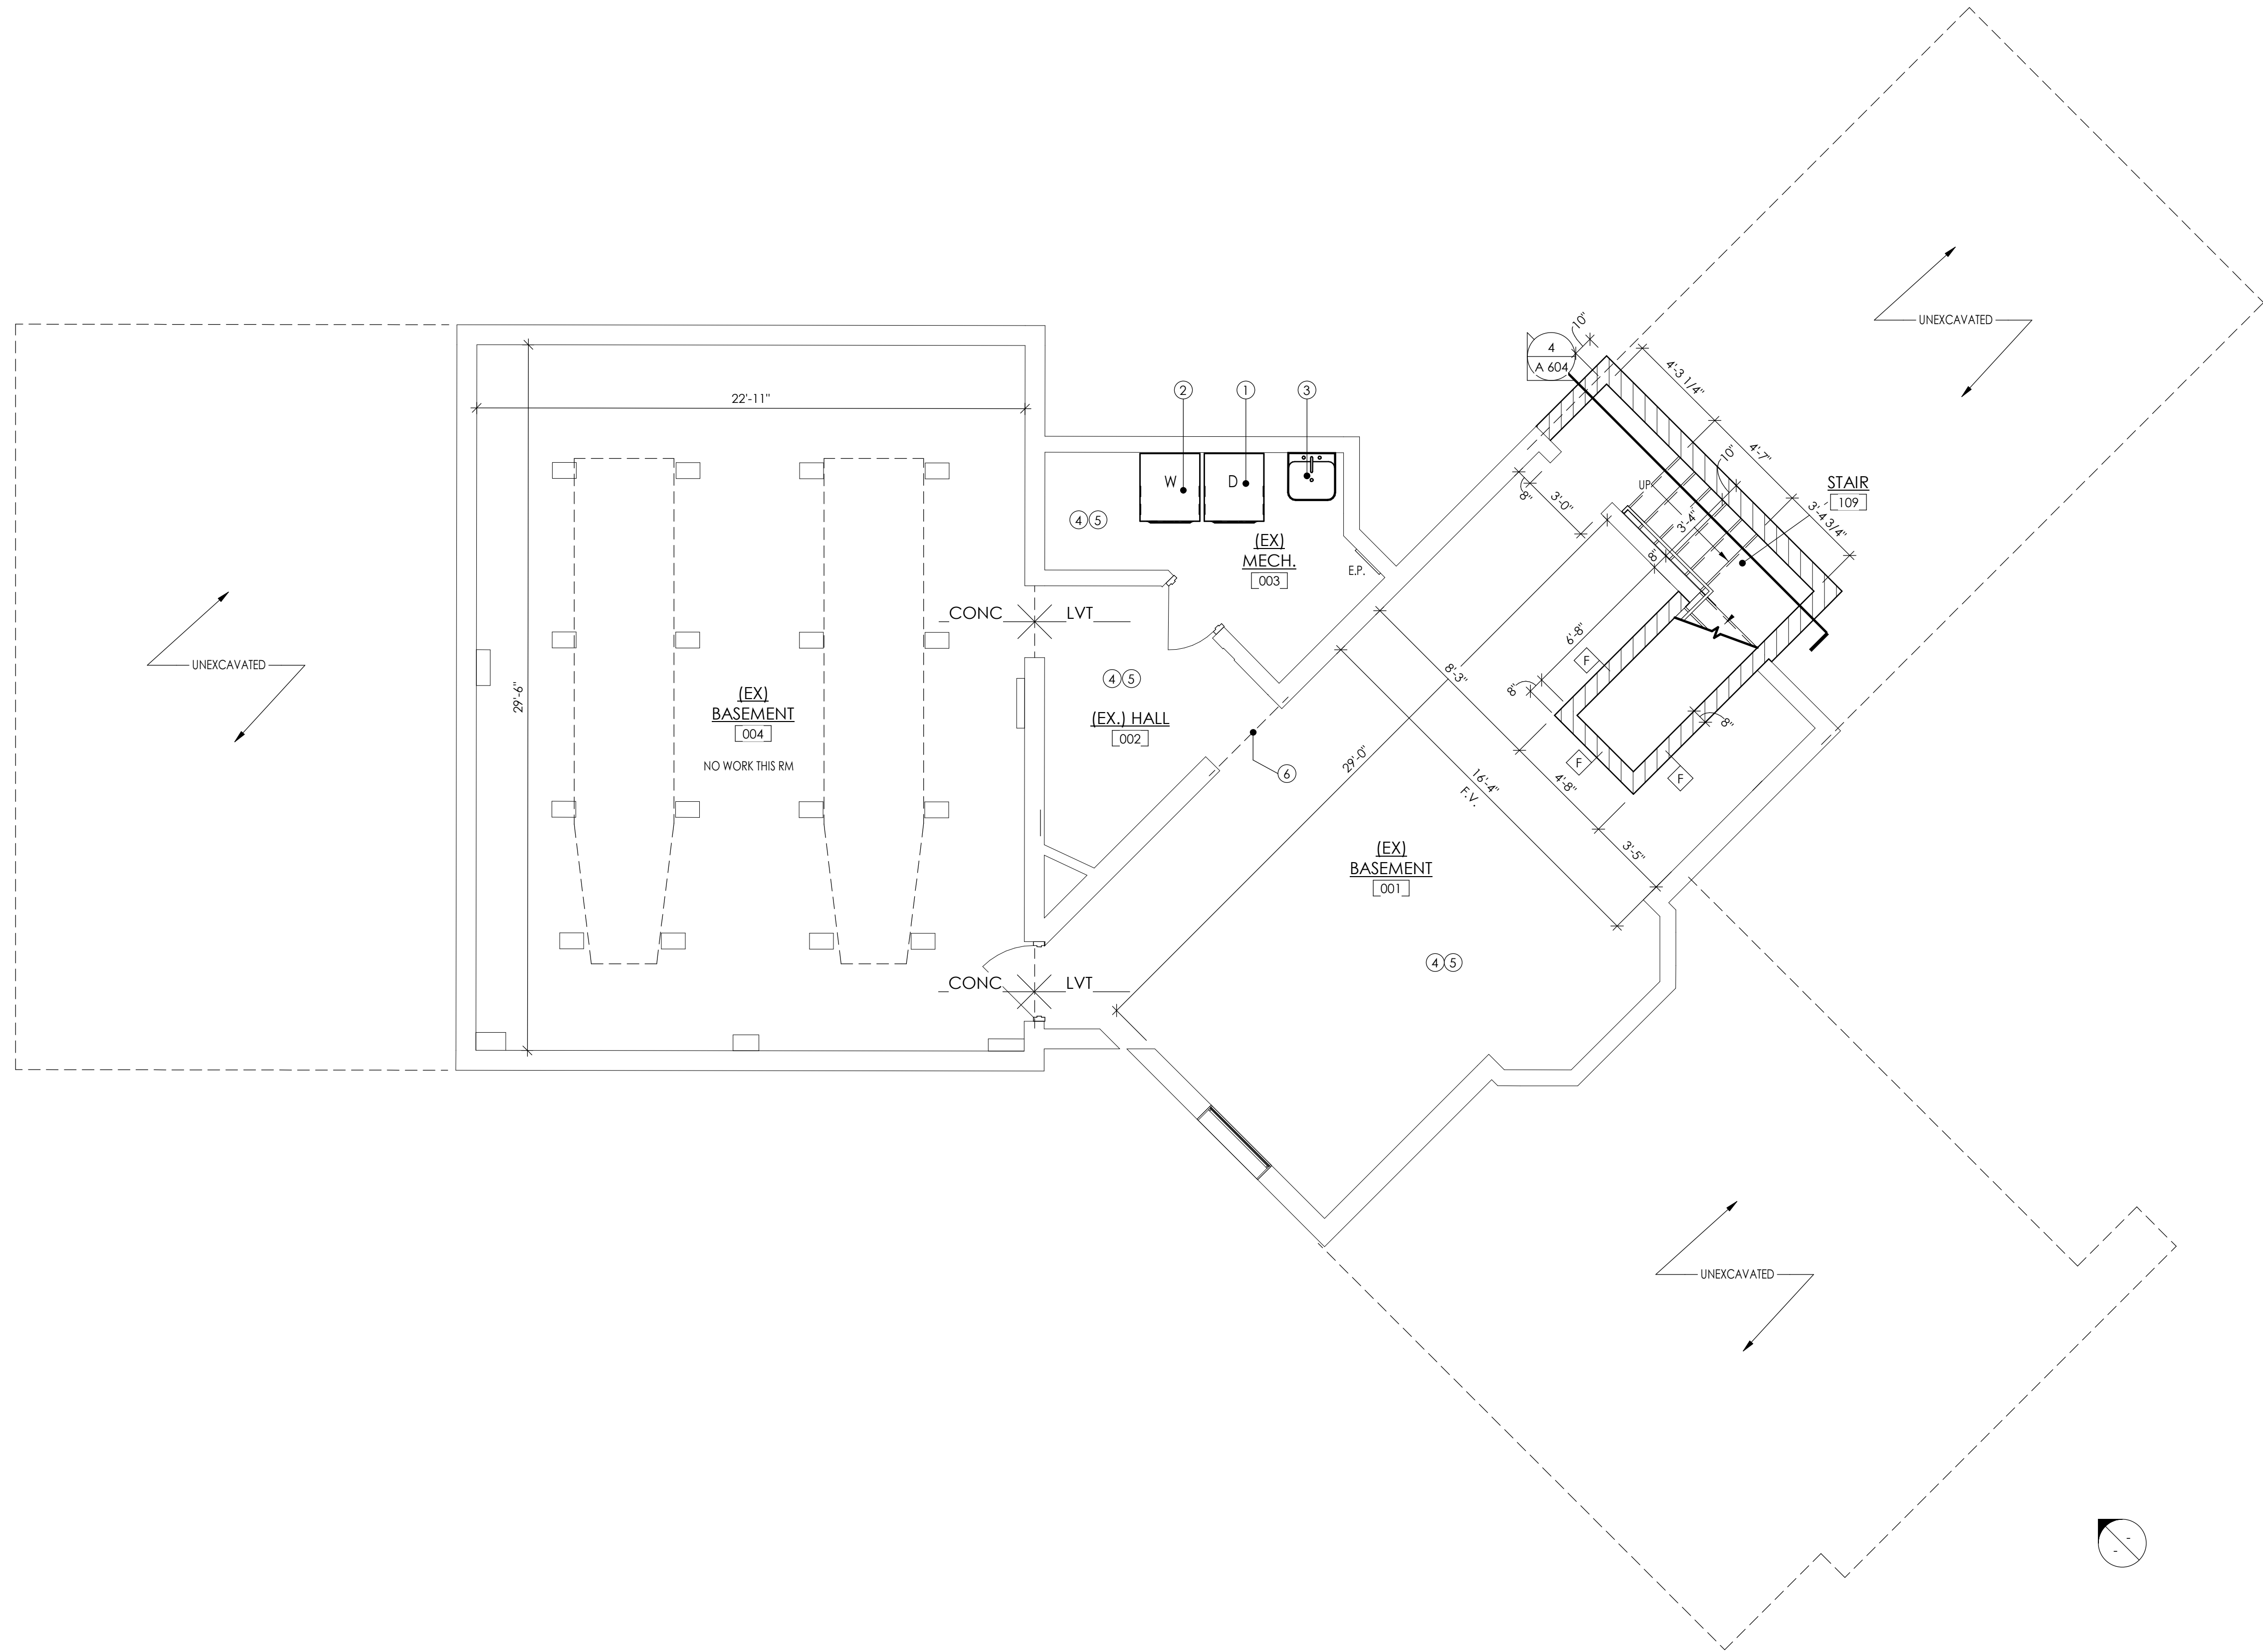 10"
4
A 604
4'-3 1/4"
4'-7"
10"
STAIR
109
3'-4 3/4"
UP
3'-4"
8"
8"
3'-0"
6'-8"
8"
F
F
F
8"
UNEXCAVATED
22'-11"
2
1
3
W
D
4 5
(EX)
MECH.
003
E.P.
CONC
LVT
UNEXCAVATED
29'-6"
(EX)
BASEMENT
004
NO WORK THIS RM
4 5
(EX.) HALL
002
6
8'-3"
29'-0"
16'-4"
F.V.
4'-8"
3'-5"
(EX)
BASEMENT
001
4 5
CONC
LVT
UNEXCAVATED
-
-